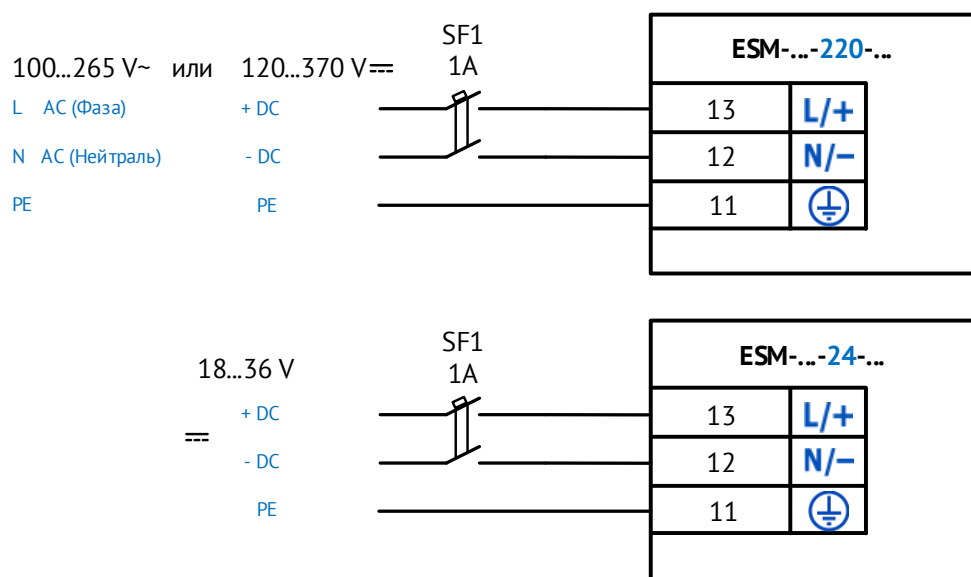 SF1
1A
ESM-...-220-...
100...265 V~ или 120...370 V⎓
L AC (Фаза) + DC
13 L/+
N AC (Нейтраль) - DC
12 N/−
PE PE
11
SF1
1A
ESM-...-24-...
18...36 V
+ DC
13 L/+
⎓
- DC
12 N/−
PE
11